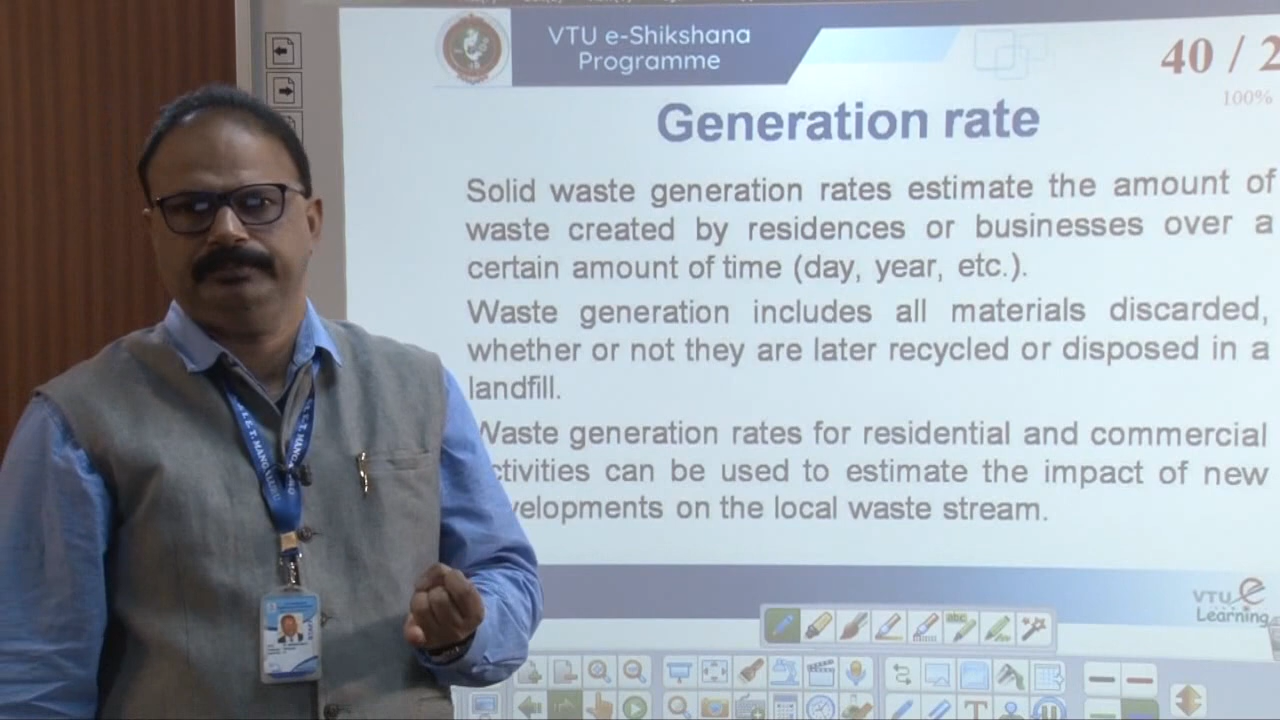 VTU e-Shikshana
Programme
40 / 2
100%
Generation rate
Solid waste generation rates estimate the amount of
waste created by residences or businesses over a
certain amount of time (day, year, etc.).
Waste generation includes all materials discarded,
whether or not they are later recycled or disposed in a
landfill.
Waste generation rates for residential and commercial
ctivities can be used to estimate the impact of new
velopments on the local waste stream.
VTU e
Learning
abc
T